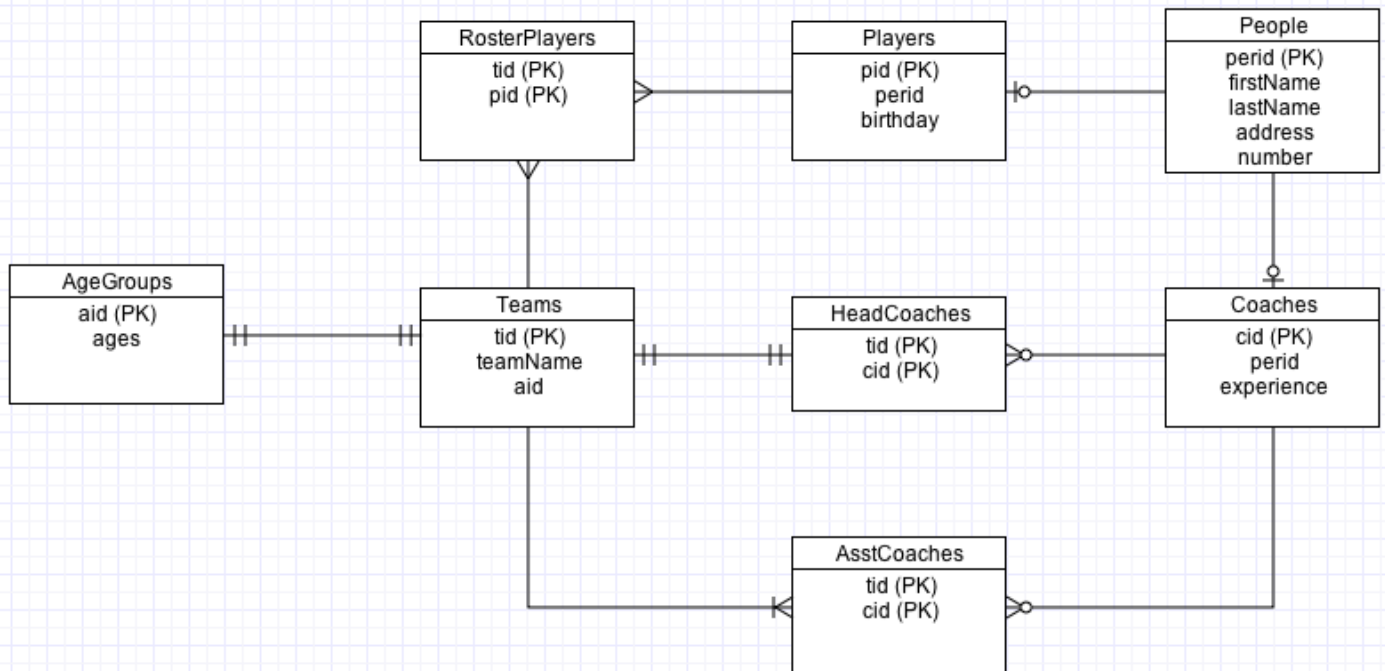 RosterPlayers
tid (PK)
pid (PK)
Players
pid (PK)
perid
birthday
People
perid (PK)
firstName
lastName
address
number
AgeGroups
aid (PK)
ages
Teams
tid (PK)
teamName
aid
HeadCoaches
tid (PK)
cid (PK)
Coaches
cid (PK)
perid
experience
AsstCoaches
tid (PK)
cid (PK)